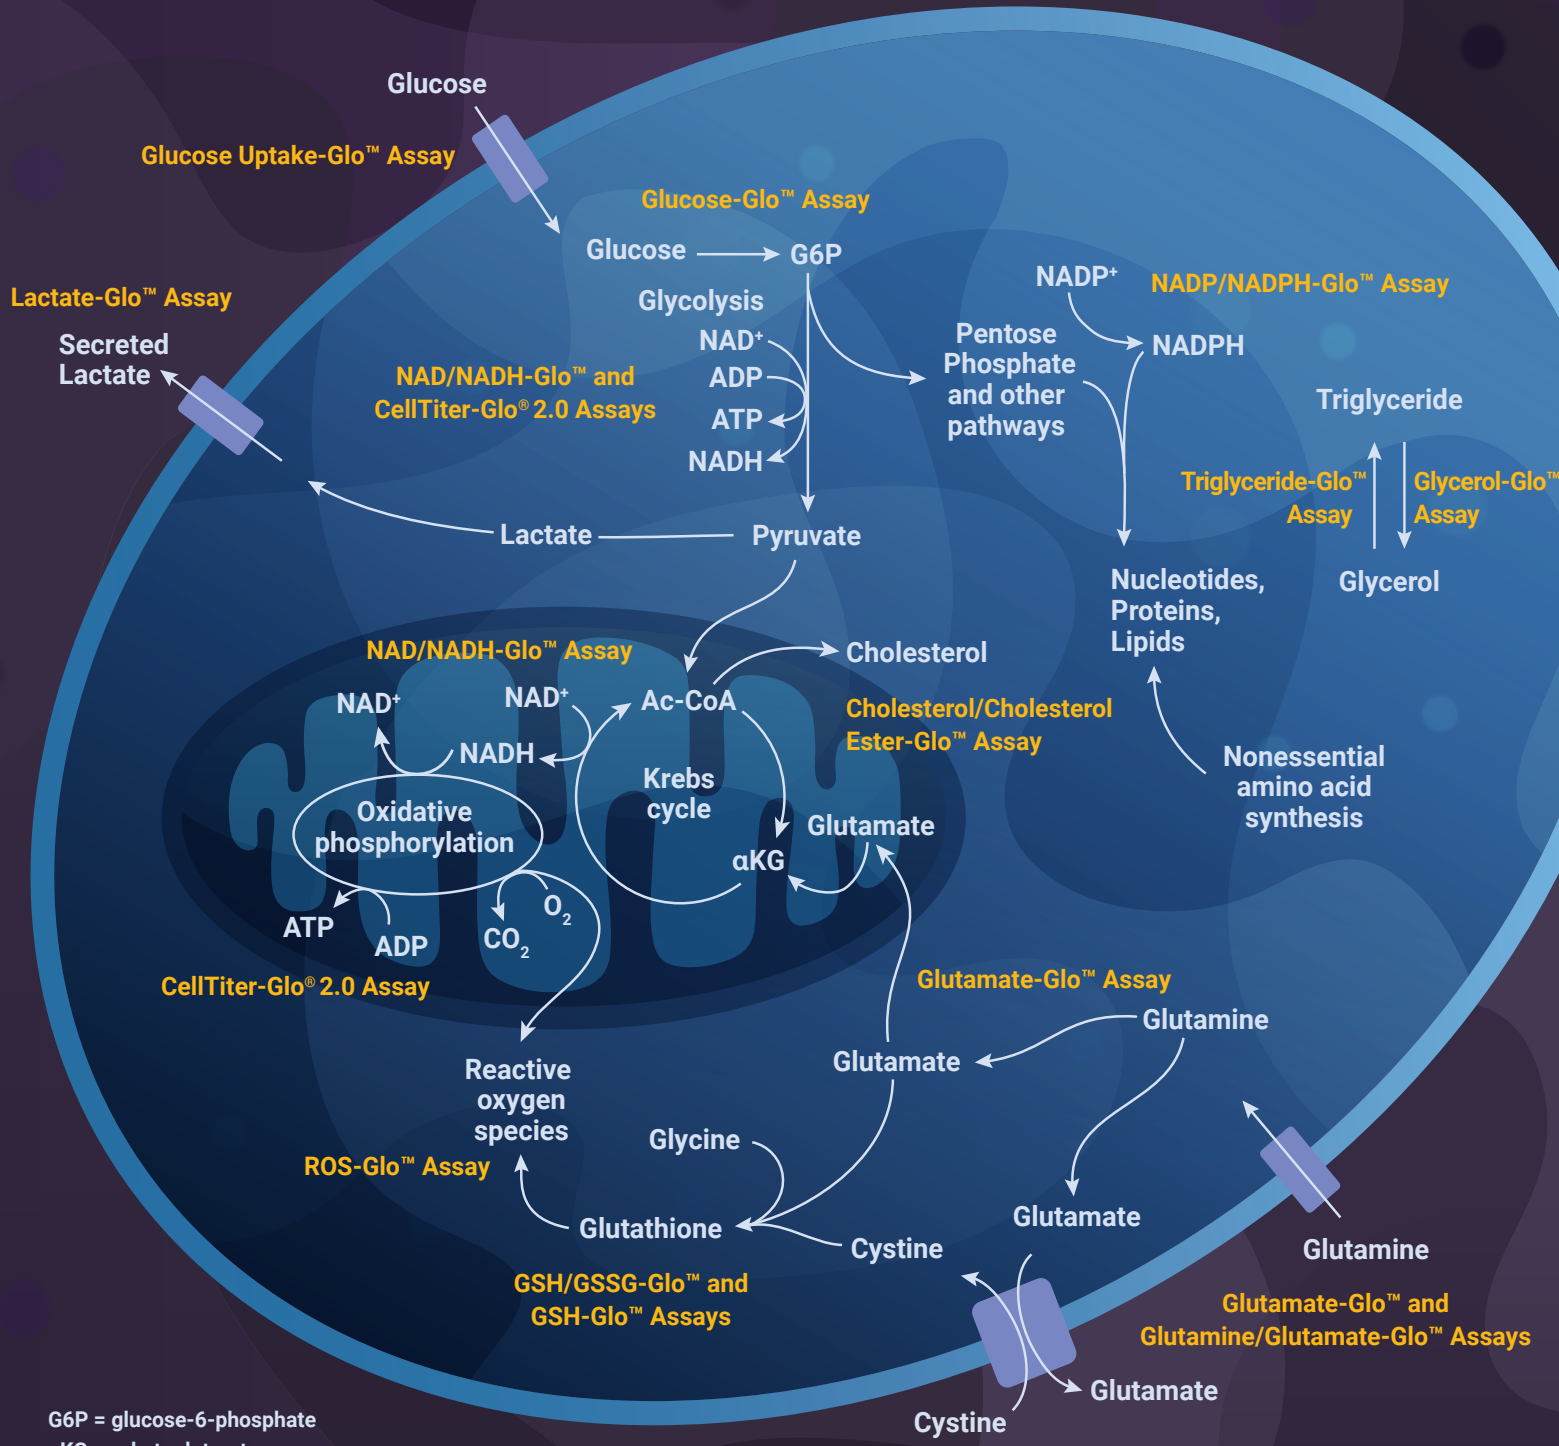 Glucose
Glucose Uptake-Glo™ Assay
Glucose-Glo™ Assay
Glucose
G6P
Glycolysis
NAD⁺
ADP
ATP
NADH
NAD/NADH-Glo™ and
CellTiter-Glo® 2.0 Assays
Lactate-Glo™ Assay
Secreted
Lactate
NADP⁺
NADP/NADPH-Glo™ Assay
NADPH
Pentose
Phosphate
and other
pathways
Triglyceride
Triglyceride-Glo™
Assay
Glycerol-Glo™
Assay
Glycerol
Lactate
Pyruvate
Nucleotides,
Proteins,
Lipids
NAD/NADH-Glo™ Assay
NAD⁺
NAD⁺
NADH
Ac-CoA
Cholesterol
Cholesterol/Cholesterol
Ester-Glo™ Assay
Krebs
cycle
Oxidative
phosphorylation
Glutamate
αKG
Nonessential
amino acid
synthesis
ATP
ADP
CO₂
O₂
CellTiter-Glo® 2.0 Assay
Glutamate-Glo™ Assay
Glutamine
Glutamate
Reactive
oxygen
species
ROS-Glo™ Assay
Glycine
Glutathione
Cystine
GSH/GSSG-Glo™ and
GSH-Glo™ Assays
Glutamate
Glutamine
Glutamate-Glo™ and
Glutamine/Glutamate-Glo™ Assays
Glutamate
Cystine
G6P = glucose-6-phosphate